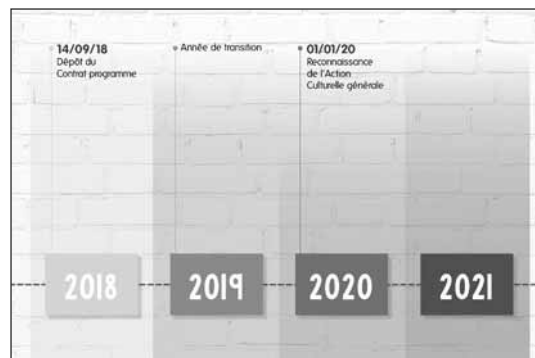 14/09/18
Dépôt du
Contrat programme
Année de transition
01/01/20
Reconnaissance
de l'Action
Culturelle générale
2018
2019
2020
2021